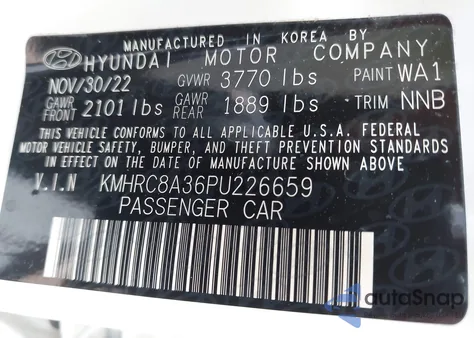 MANUFACTURED IN KOREA BY
HYUNDAI MOTOR COMPANY
NOV/30/22 GVWR 3770 lbs PAINT WA1
GAWR FRONT 2101 lbs GAWR REAR 1889 lbs TRIM NNB
THIS VEHICLE CONFORMS TO ALL APPLICABLE U.S.A. FEDERAL
MOTOR VEHICLE SAFETY, BUMPER, AND THEFT PREVENTION STANDARDS
IN EFFECT ON THE DATE OF MANUFACTURE SHOWN ABOVE
V.I.N KMHRC8A36PU226659
PASSENGER CAR
autoSnap